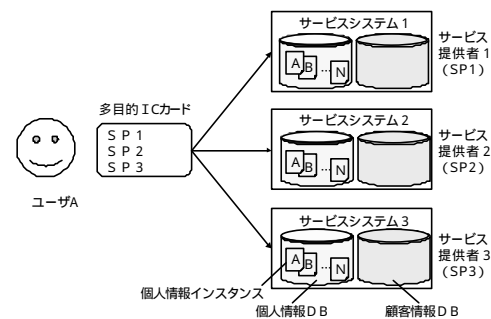 サービスシステム1
A B … N
サービス
提供者1
(SP1)
多目的ICカード
SP1
SP2
SP3
ユーザA
サービスシステム2
A B … N
サービス
提供者2
(SP2)
サービスシステム3
A B … N
サービス
提供者3
(SP3)
個人情報インスタンス
個人情報DB
顧客情報DB